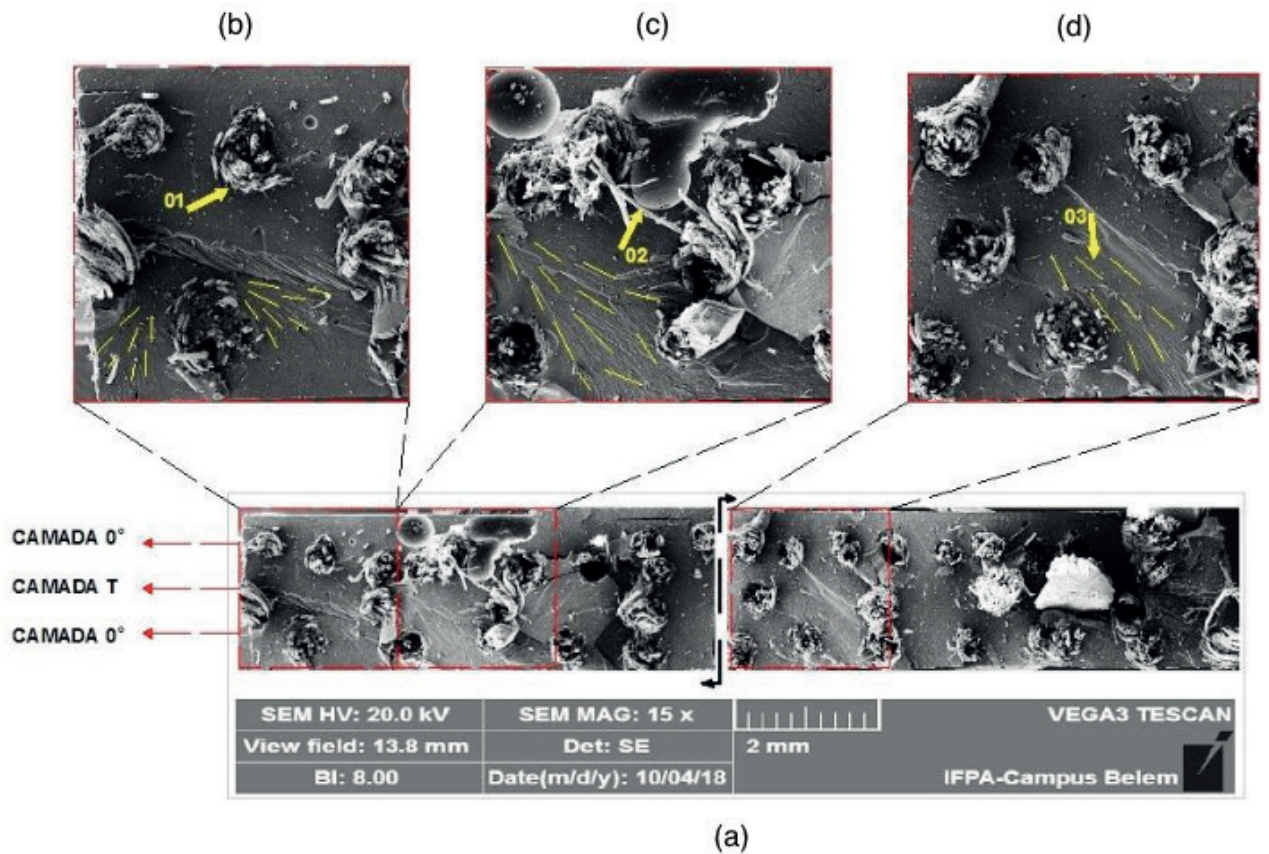 (b)
(c)
(d)
01
02
03
CAMADA 0°
CAMADA T
CAMADA 0°
SEM HV: 20.0 kV
SEM MAG: 15 x
VEGA3 TESCAN
View field: 13.8 mm
Det: SE
2 mm
BI: 8.00
Date(m/d/y): 10/04/18
IFPA-Campus Belem
(a)